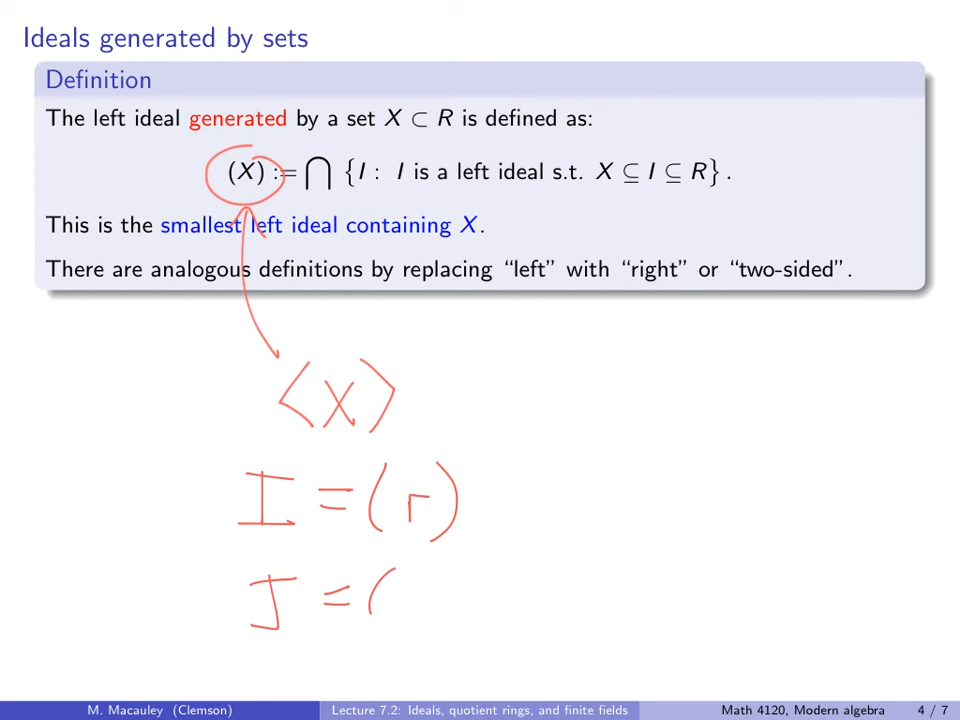 Ideals generated by sets
Definition
The left ideal generated by a set X ⊂ R is defined as:
(X) := ⋂ {I : I is a left ideal s.t. X ⊆ I ⊆ R}.
This is the smallest left ideal containing X.
There are analogous definitions by replacing “left” with “right” or “two-sided”.
⟨X⟩
I = (r)
J = (
M. Macauley (Clemson) Lecture 7.2: Ideals, quotient rings, and finite fields Math 4120, Modern algebra 4 / 7